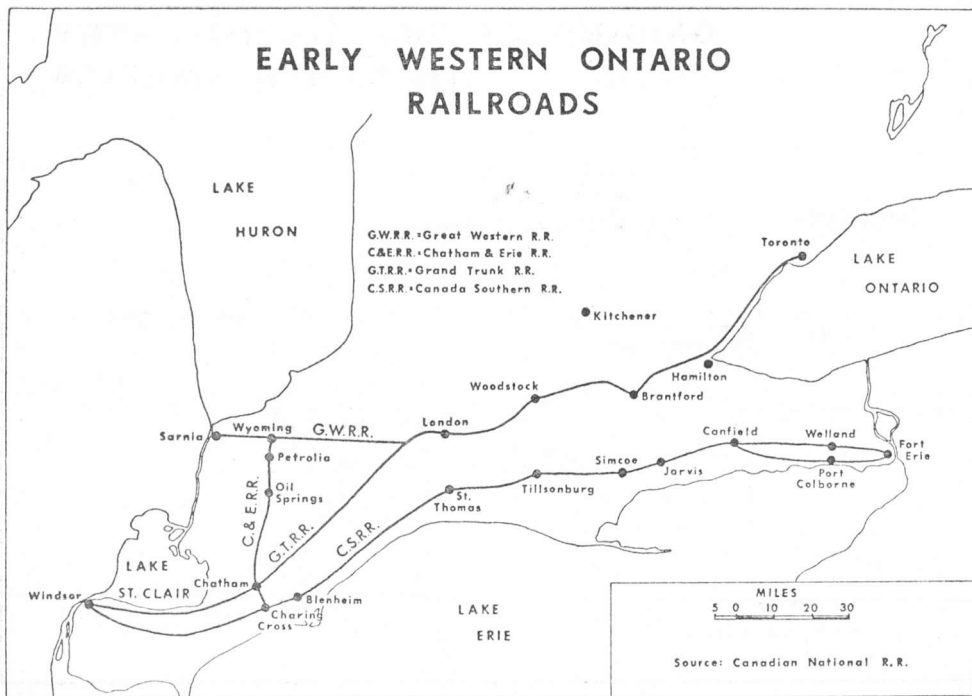 EARLY WESTERN ONTARIO
RAILROADS
LAKE
HURON
G.W.R.R.=Great Western R.R.
C&E.R.R.=Chatham & Erie R.R.
G.T.R.R.=Grand Trunk R.R.
C.S.R.R.=Canada Southern R.R.
Toronto
LAKE
ONTARIO
Kitchener
Hamilton
Woodstock
Brantford
London
Sarnia
Wyoming
G.W.R.R.
Canfield
Welland
Fort
Erie
Petrolia
Simcoe
Jarvis
Port
Colborne
Oil
Springs
Tillsonburg
St.
Thomas
C.& E.R.R.
G.T.R.R.
C.S.R.R.
LAKE
ST. CLAIR
Chatham
Windsor
Blenheim
Charing
Cross
LAKE
ERIE
MILES
5 0 10 20 30
Source: Canadian National R.R.